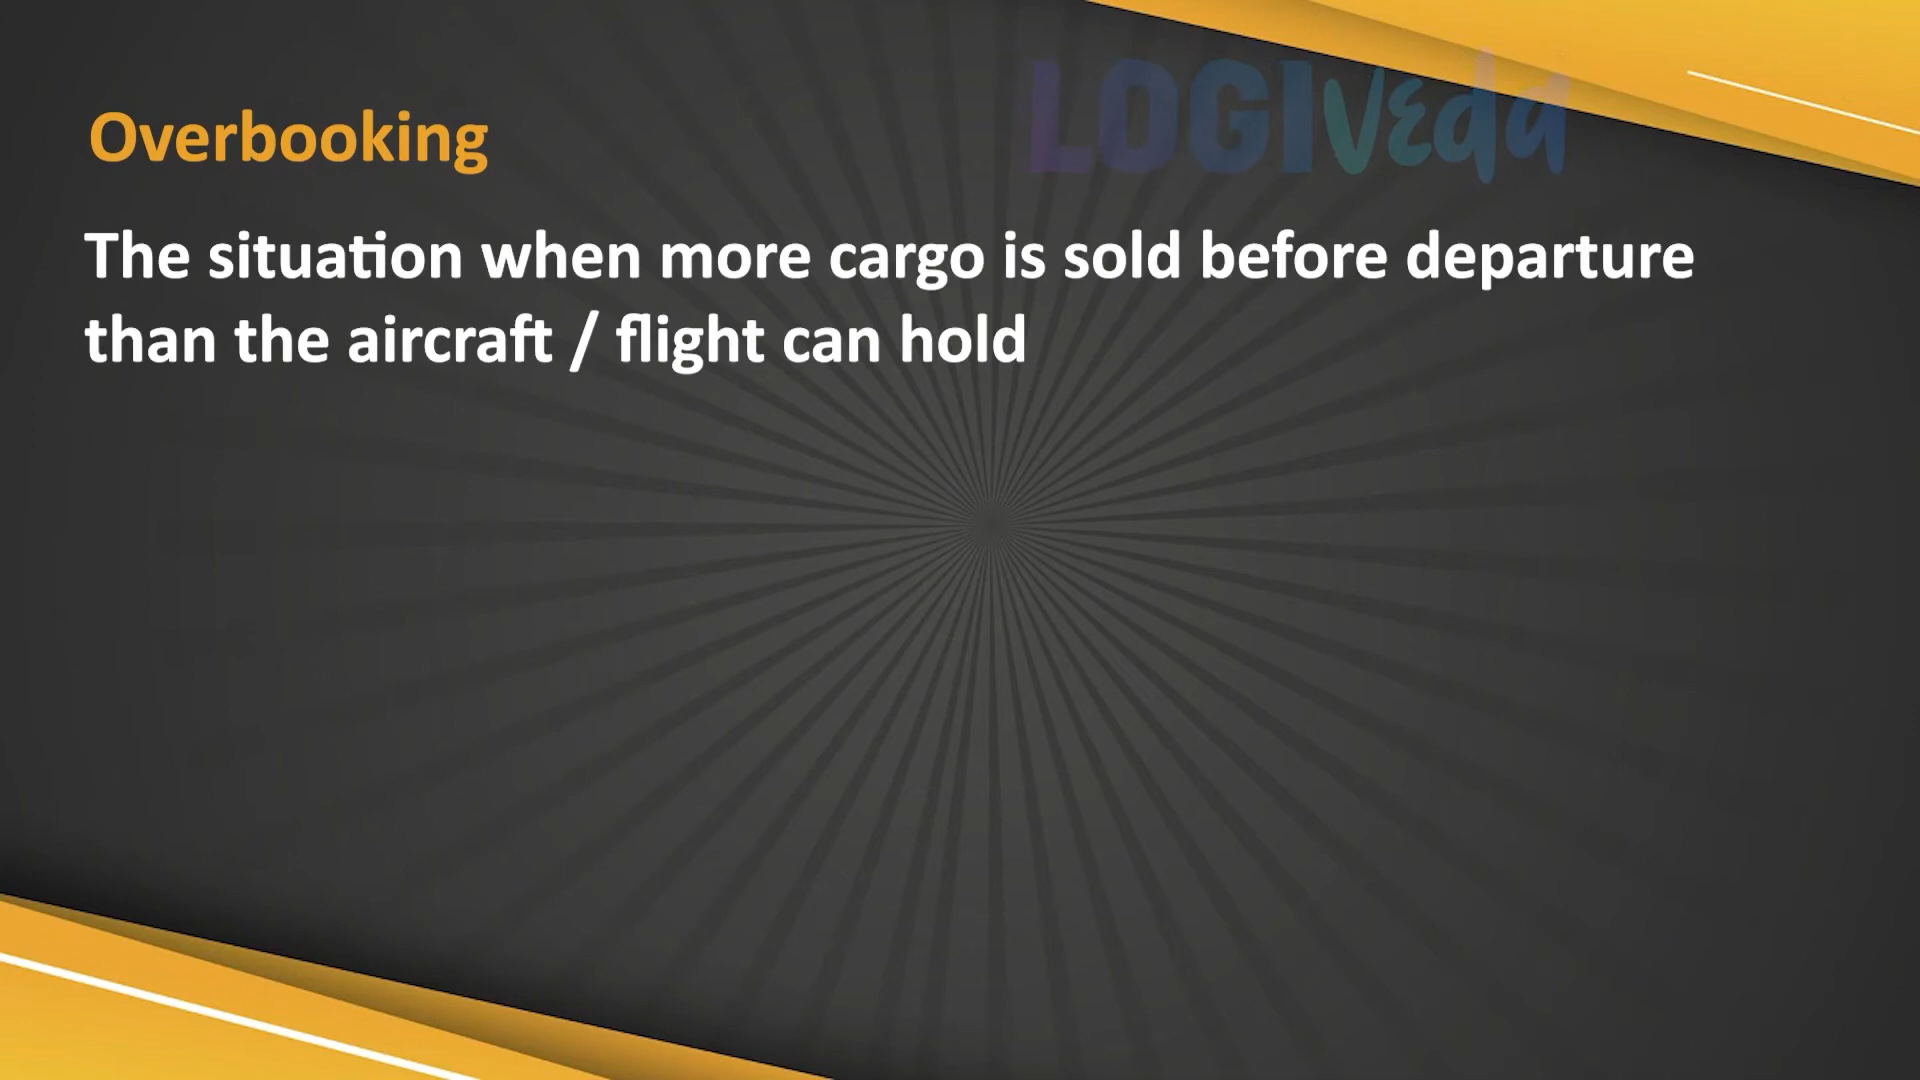 LOGIVeda
Overbooking
The situation when more cargo is sold before departure
than the aircraft / flight can hold